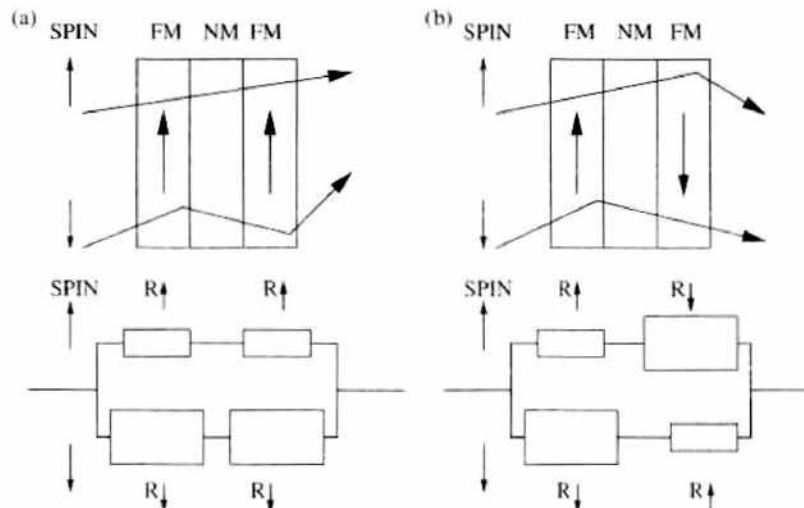 (a)
SPIN FM NM FM
SPIN R↑ R↑
R↓ R↓
(b)
SPIN FM NM FM
SPIN R↑ R↓
R↓ R↑